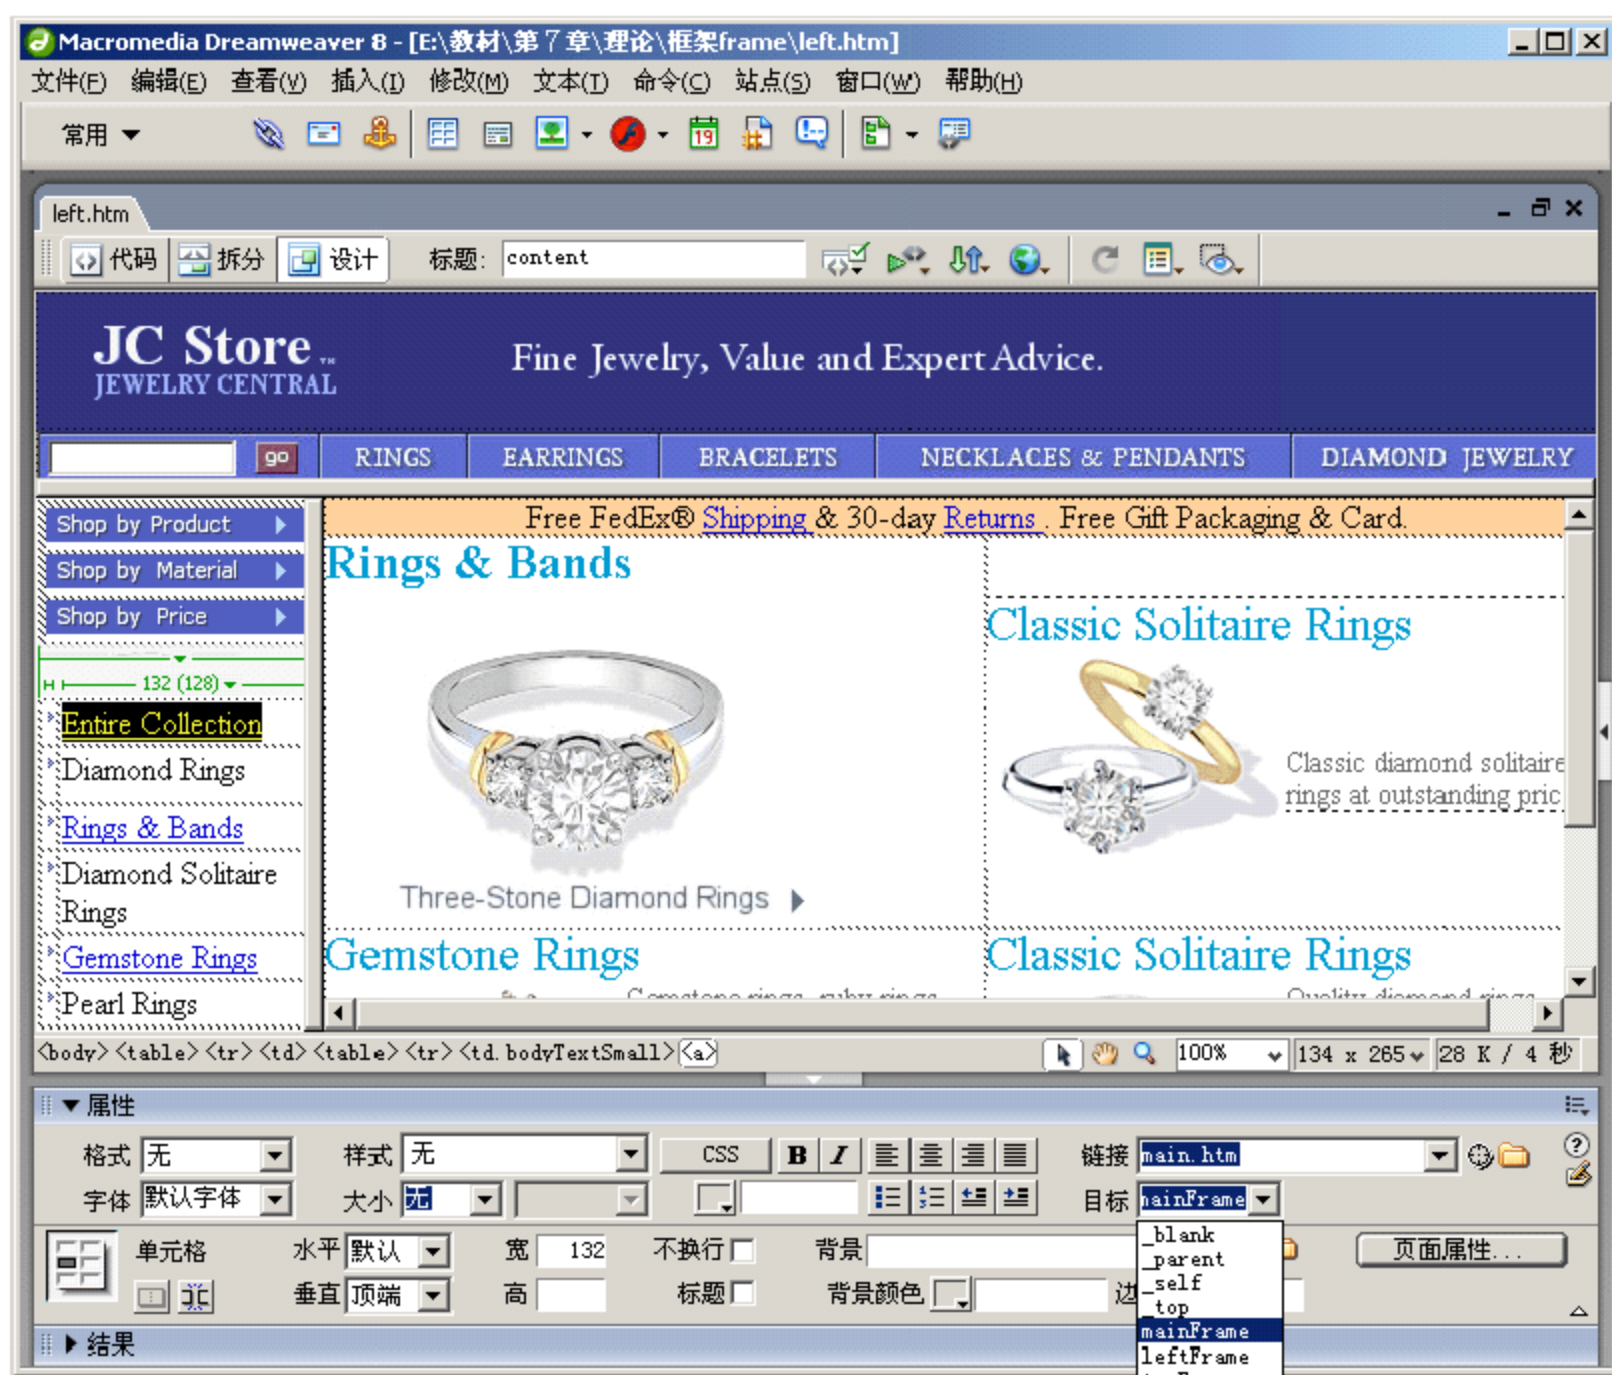 Macromedia Dreamweaver 8 - [E:\教材\第７章\理论\框架frame\left.htm]
文件(F) 编辑(E) 查看(V) 插入(I) 修改(M) 文本(T) 命令(C) 站点(S) 窗口(W) 帮助(H)
常用
19
left.htm
代码 拆分 设计 标题: content
JC Store TM
Fine Jewelry, Value and Expert Advice.
JEWELRY CENTRAL
go RINGS EARRINGS BRACELETS NECKLACES & PENDANTS DIAMOND JEWELRY
Free FedEx® Shipping & 30-day Returns . Free Gift Packaging & Card.
Shop by Product
Shop by Material
Shop by Price
132 (128)
Entire Collection
Diamond Rings
Rings & Bands
Diamond Solitaire
Rings
Gemstone Rings
Pearl Rings
Rings & Bands
Three-Stone Diamond Rings
Classic Solitaire Rings
Classic diamond solitaire
rings at outstanding pric
Gemstone Rings
Gemstone rings, ruby rings
Classic Solitaire Rings
Quality diamond rings
<body> <table> <tr> <td> <table> <tr> <td.bodyTextSmall> <a> 100% 134 x 265 28 K / 4 秒
属性
格式 无 样式 无 CSS B I 链接 main.htm
字体 默认字体 大小 无 目标 mainFrame
单元格 水平 默认 宽 132 不换行 背景 页面属性...
垂直 顶端 高 标题 背景颜色 边
_blank
_parent
_self
_top
mainFrame
leftFrame
结果